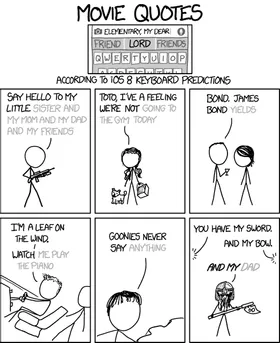 MOVIE QUOTES
ELEMENTARY, MY DEAR
FRIEND LORD FRIENDS
QWERTYUIOP
ACCORDING TO IOS 8 KEYBOARD PREDICTIONS
SAY HELLO TO MY
LITTLE SISTER AND
MY MOM AND MY DAD
AND MY FRIENDS
TOTO, I'VE A FEELING
WE'RE NOT GOING TO
THE GYM TODAY
BOND. JAMES
BOND YIELDS
I'M A LEAF ON
THE WIND.
WATCH ME PLAY
THE PIANO
GOONIES NEVER
SAY ANYTHING
YOU HAVE MY SWORD.
AND MY BOW.
AND MY DAD